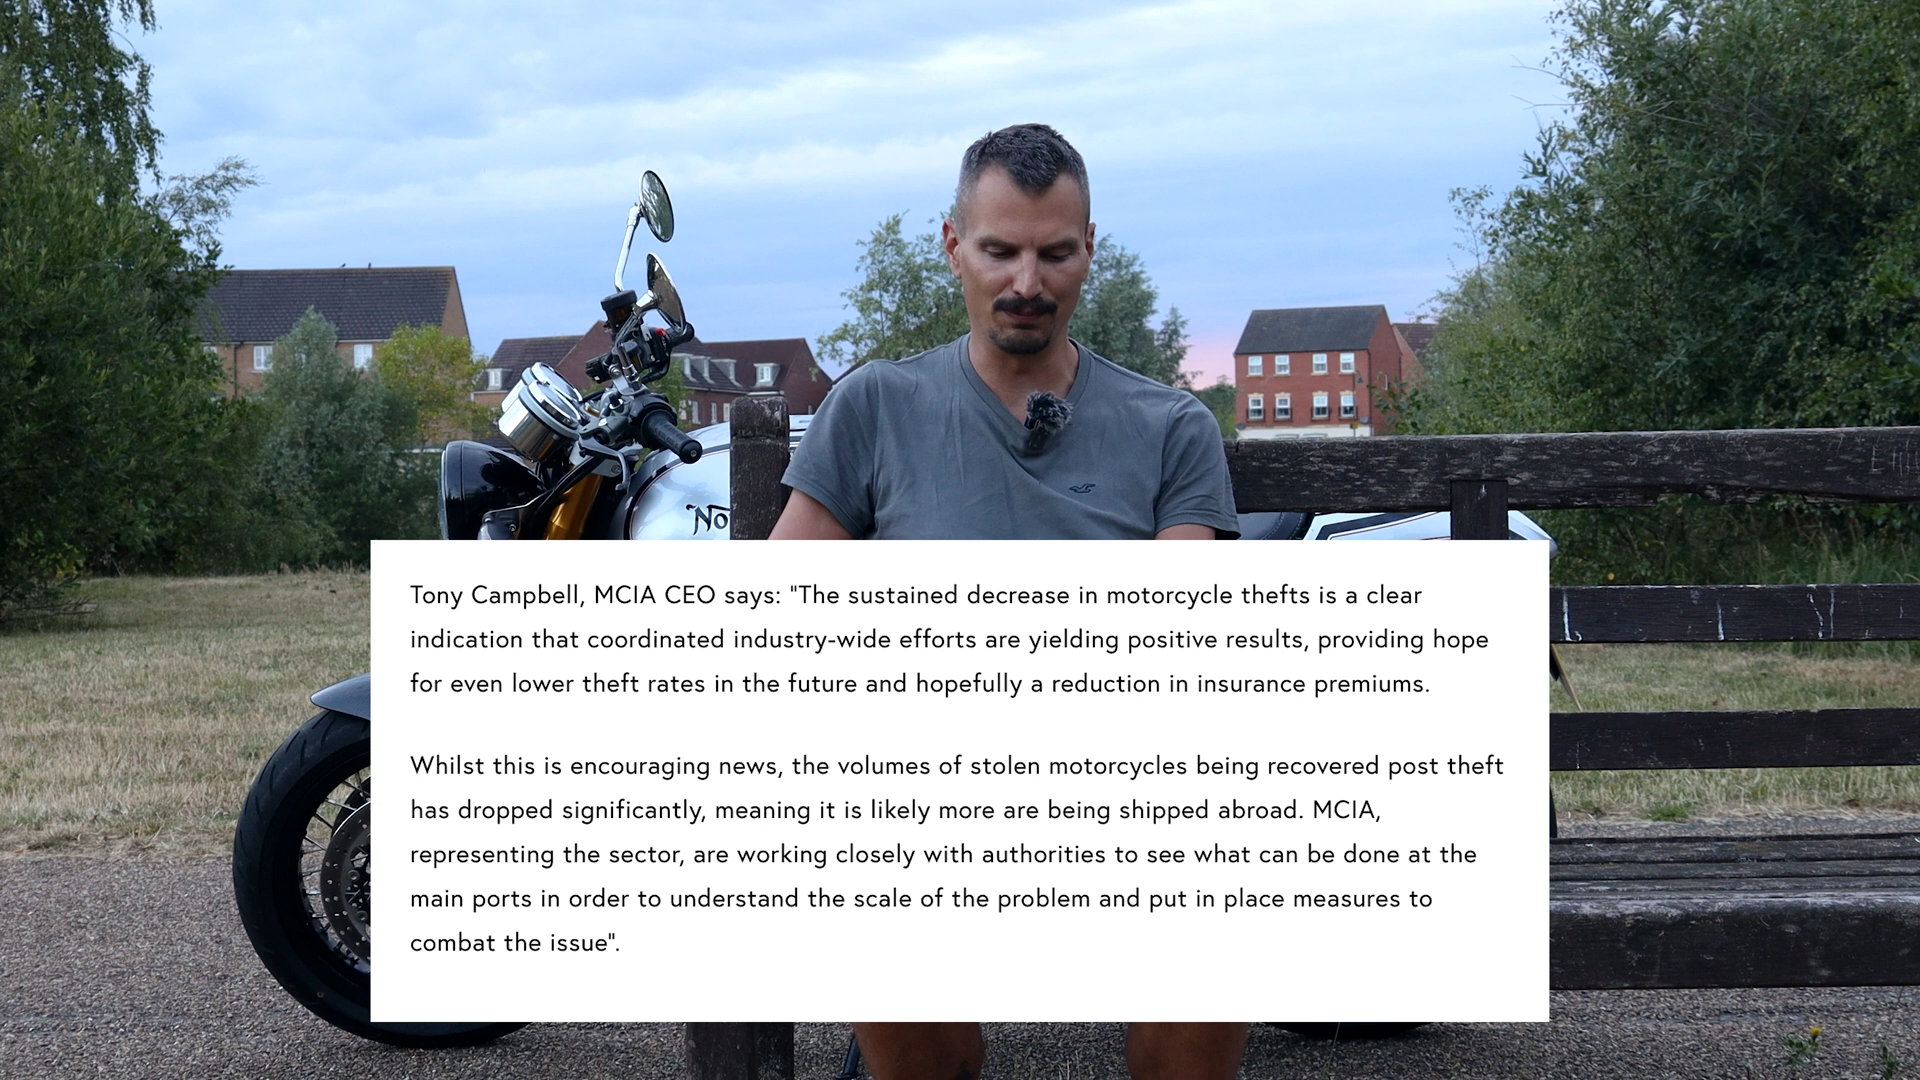 No
Tony Campbell, MCIA CEO says: "The sustained decrease in motorcycle thefts is a clear
indication that coordinated industry-wide efforts are yielding positive results, providing hope
for even lower theft rates in the future and hopefully a reduction in insurance premiums.
Whilst this is encouraging news, the volumes of stolen motorcycles being recovered post theft
has dropped significantly, meaning it is likely more are being shipped abroad. MCIA,
representing the sector, are working closely with authorities to see what can be done at the
main ports in order to understand the scale of the problem and put in place measures to
combat the issue".